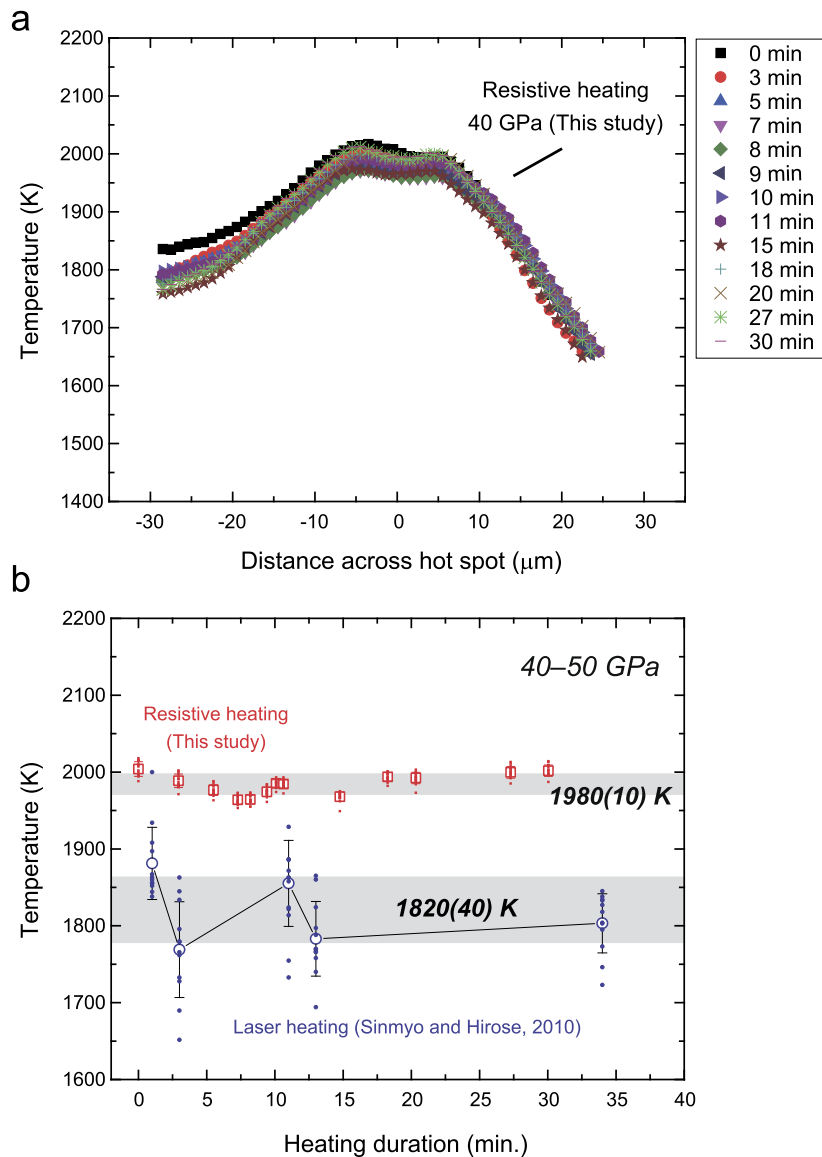 a
2200
2100
2000
1900
1800
1700
1600
1500
1400
Temperature (K)
-30 -20 -10 0 10 20 30
Distance across hot spot (μm)
Resistive heating
40 GPa (This study)
0 min
3 min
5 min
7 min
8 min
9 min
10 min
11 min
15 min
18 min
20 min
27 min
30 min
b
2200
2100
2000
1900
1800
1700
1600
Temperature (K)
40–50 GPa
Resistive heating
(This study)
1980(10) K
1820(40) K
Laser heating (Sinmyo and Hirose, 2010)
0 5 10 15 20 25 30 35 40
Heating duration (min.)